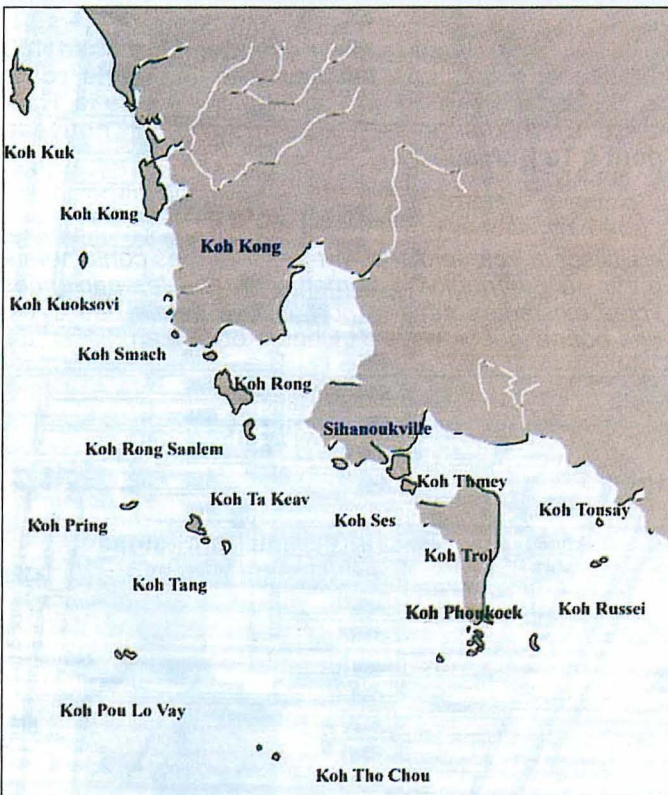 Koh Kuk
Koh Kong
Koh Kong
Koh Kuoksovi
Koh Smach
Koh Rong
Sihanoukville
Koh Rong Sanlem
Koh Thmey
Koh Ta Keav
Koh Tonsay
Koh Pring
Koh Ses
Koh Trol
Koh Tang
Koh Phoukoek
Koh Russei
Koh Pou Lo Vay
Koh Tho Chou